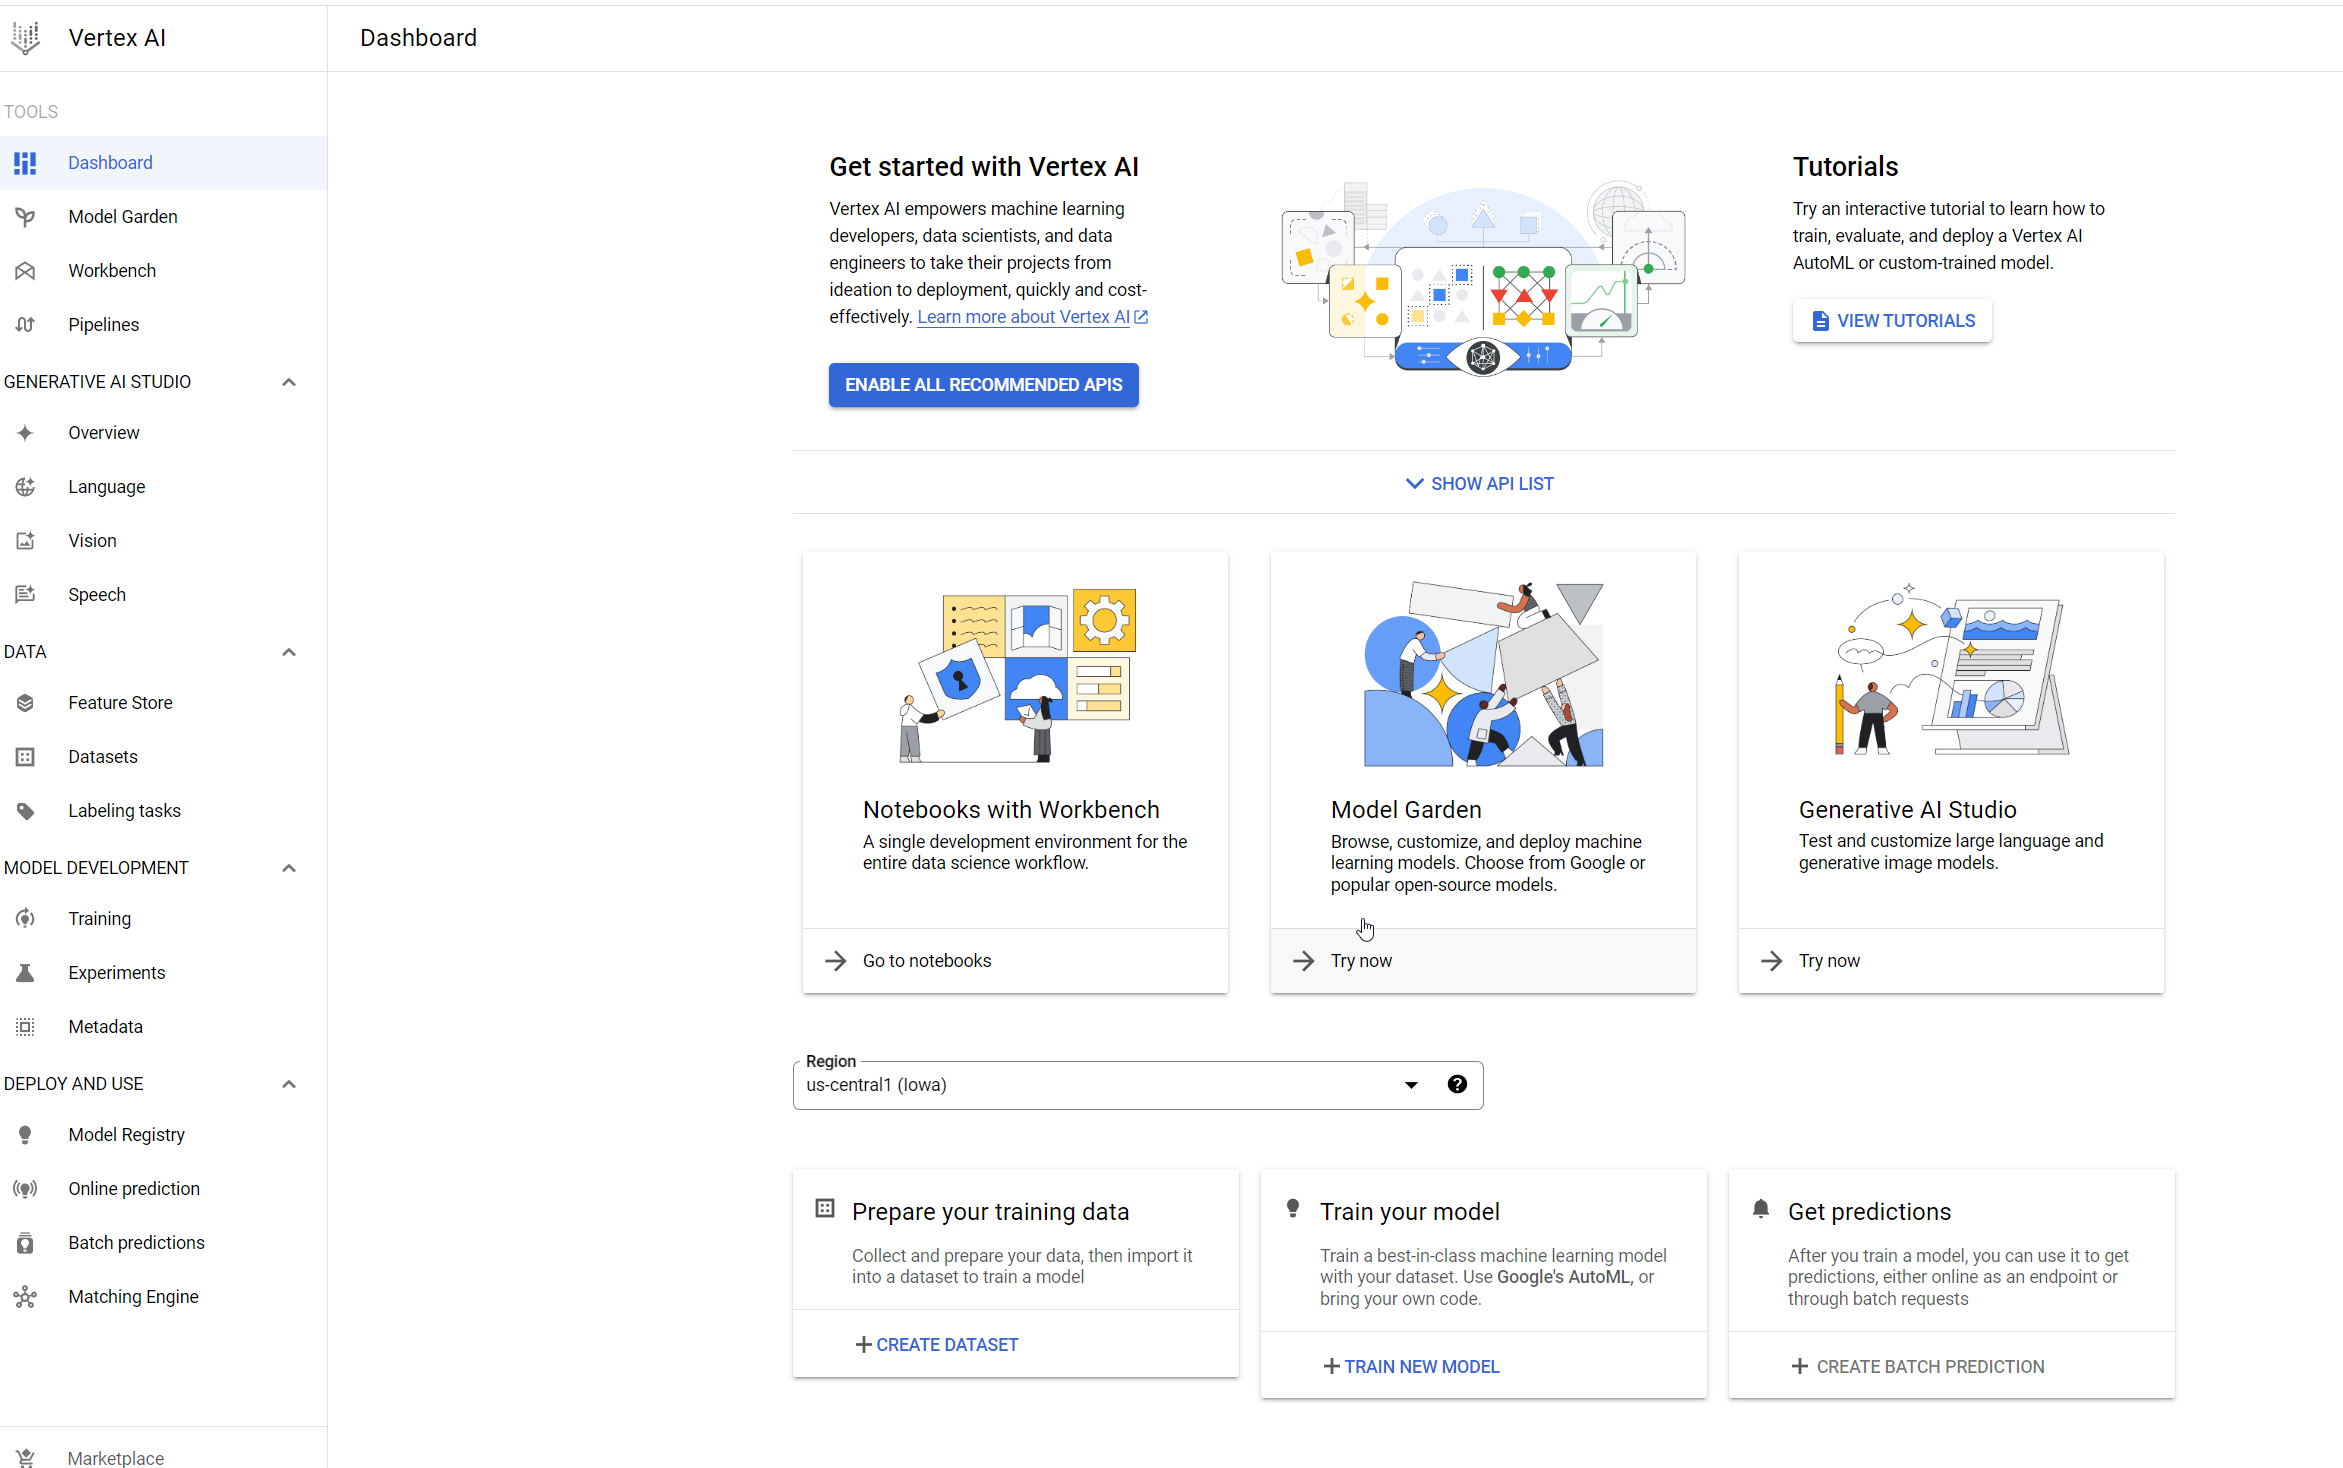 Vertex AI
Dashboard
TOOLS
Dashboard
Model Garden
Workbench
Pipelines
GENERATIVE AI STUDIO
Overview
Language
Vision
Speech
DATA
Feature Store
Datasets
Labeling tasks
MODEL DEVELOPMENT
Training
Experiments
Metadata
DEPLOY AND USE
Model Registry
Online prediction
Batch predictions
Matching Engine
Marketplace
Get started with Vertex AI
Vertex AI empowers machine learning
developers, data scientists, and data
engineers to take their projects from
ideation to deployment, quickly and cost-
effectively. Learn more about Vertex AI
ENABLE ALL RECOMMENDED APIS
Tutorials
Try an interactive tutorial to learn how to
train, evaluate, and deploy a Vertex AI
AutoML or custom-trained model.
VIEW TUTORIALS
SHOW API LIST
Notebooks with Workbench
A single development environment for the
entire data science workflow.
Go to notebooks
Model Garden
Browse, customize, and deploy machine
learning models. Choose from Google or
popular open-source models.
Try now
Generative AI Studio
Test and customize large language and
generative image models.
Try now
Region
us-central1 (Iowa)
Prepare your training data
Collect and prepare your data, then import it
into a dataset to train a model
CREATE DATASET
Train your model
Train a best-in-class machine learning model
with your dataset. Use Google's AutoML, or
bring your own code.
TRAIN NEW MODEL
Get predictions
After you train a model, you can use it to get
predictions, either online as an endpoint or
through batch requests
CREATE BATCH PREDICTION